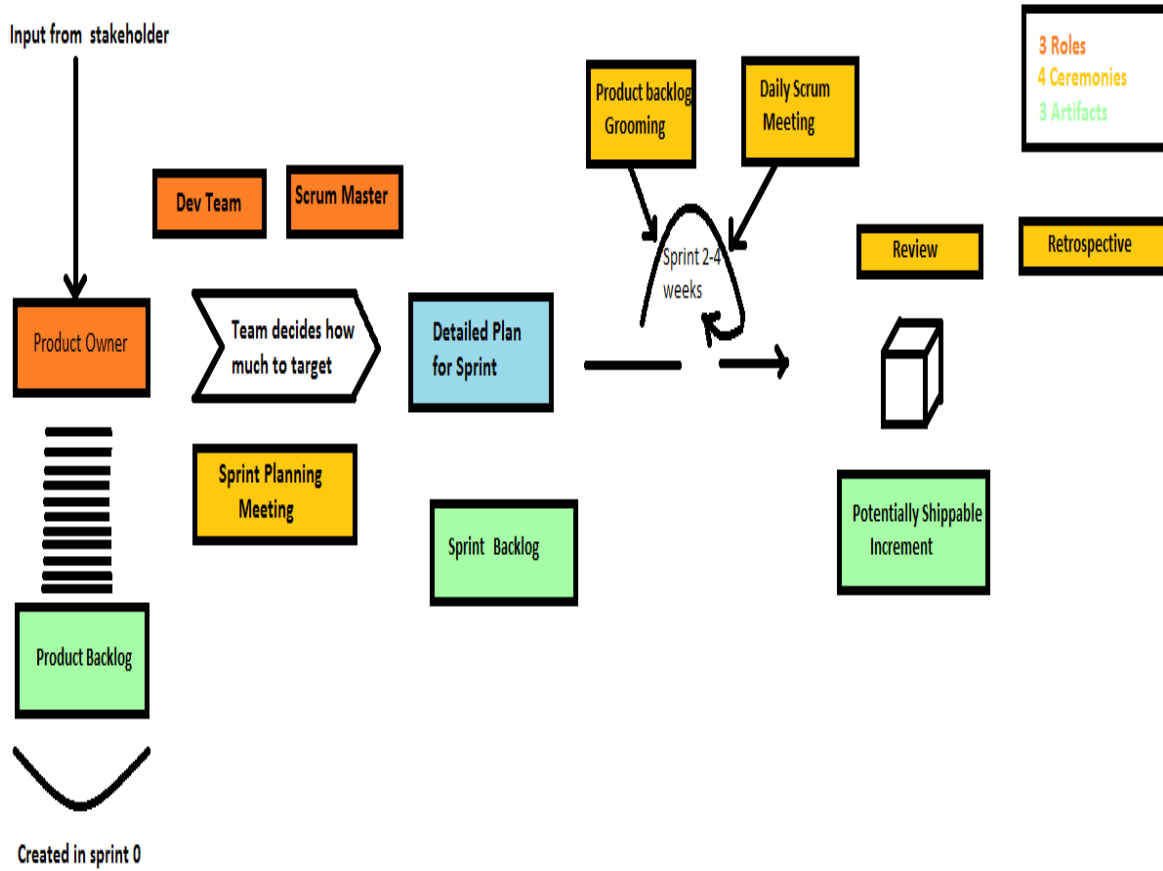 Input from stakeholder
3 Roles
4 Ceremonies
3 Artifacts
Product backlog
Grooming
Daily Scrum
Meeting
Dev Team
Scrum Master
Review
Retrospective
Sprint 2-4
weeks
Product Owner
Team decides how
much to target
Detailed Plan
for Sprint
Sprint Planning
Meeting
Sprint Backlog
Potentially Shippable
Increment
Product Backlog
Created in sprint 0